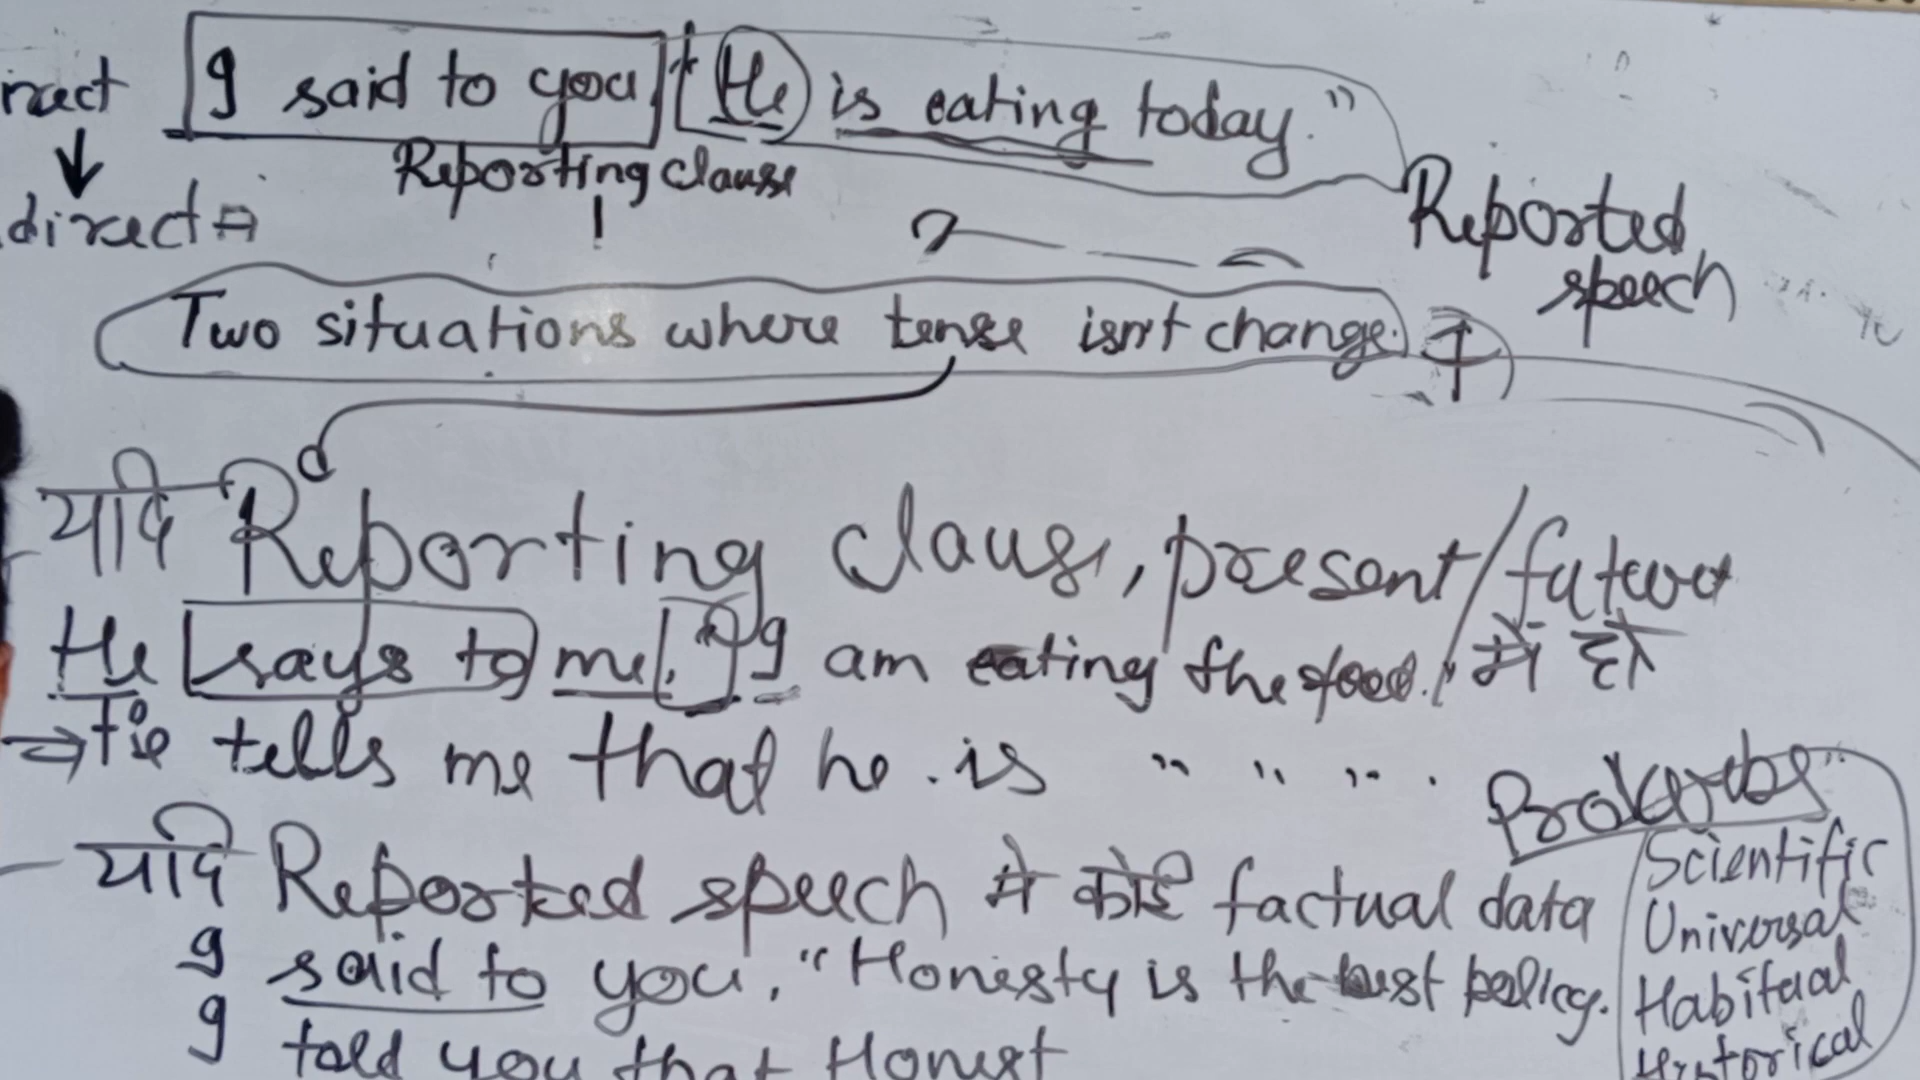 rect I said to you, "He is eating today."
Reporting clause
direct Reported speech
Two situations where tense isn't change.
यदि Reporting claus, present/future में हो
He says to me, "I am eating the food."
⇒ He tells me that he is " " " .
Proverbs
यदि Reported speech मे कोई factual data
Scientific
Universal
Habitual
Historical
I said to you, "Honesty is the best policy.
I told you that Honest